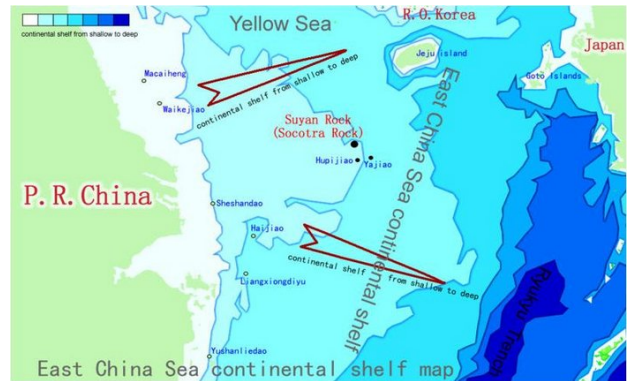 continental shelf from shallow to deep
Yellow Sea
R.O.Korea
Japan
Jeju island
Goto Islands
Macaiheng
Waikejiao
continental shelf from shallow to deep
Suyan Rock
(Socotra Rock)
Hupijiao
Yajiao
East China Sea continental shelf
P.R.China
Sheshandao
Haijiao
continental shelf from shallow to deep
Liangxiongdiyu
Ryukyu Trench
Yushanliedao
East China Sea continental shelf map